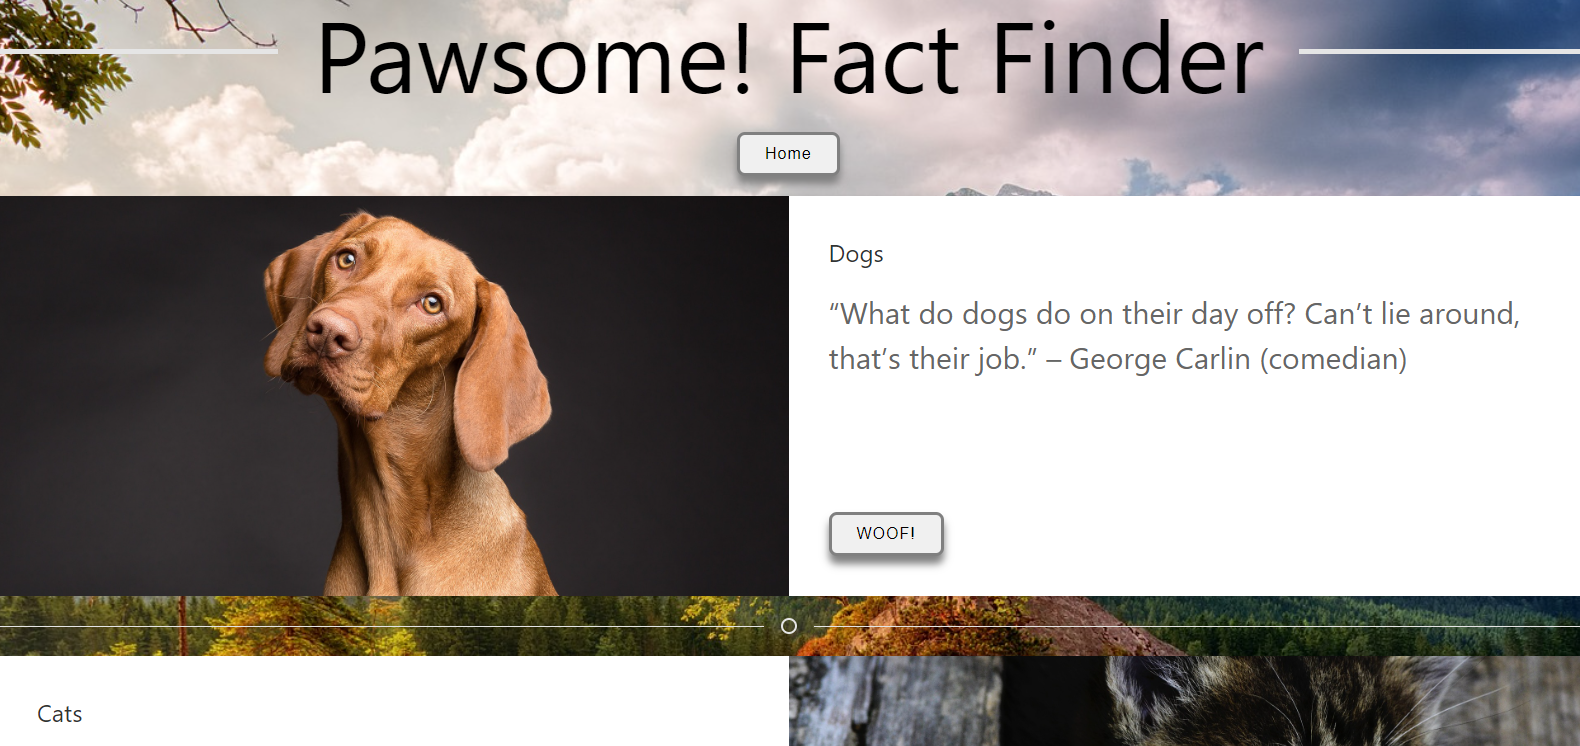 Pawsome! Fact Finder
Home
Dogs
“What do dogs do on their day off? Can’t lie around,
that‘s their job.” – George Carlin (comedian)
WOOF!
Cats